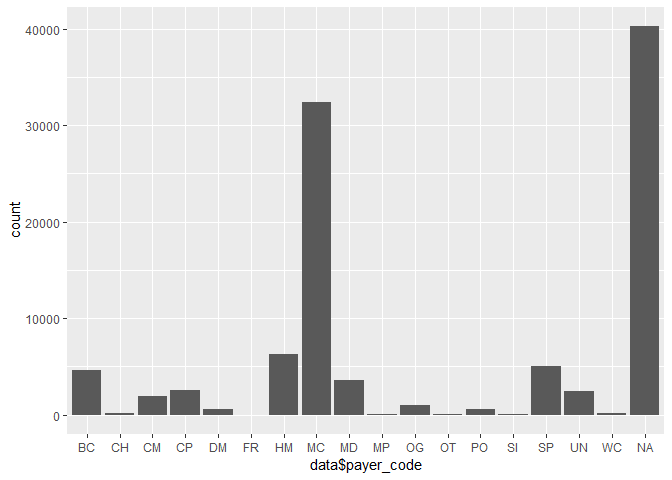 40000
30000
20000
10000
0
count
BC CH CM CP DM FR HM MC MD MP OG OT PO SI SP UN WC NA
data$payer_code